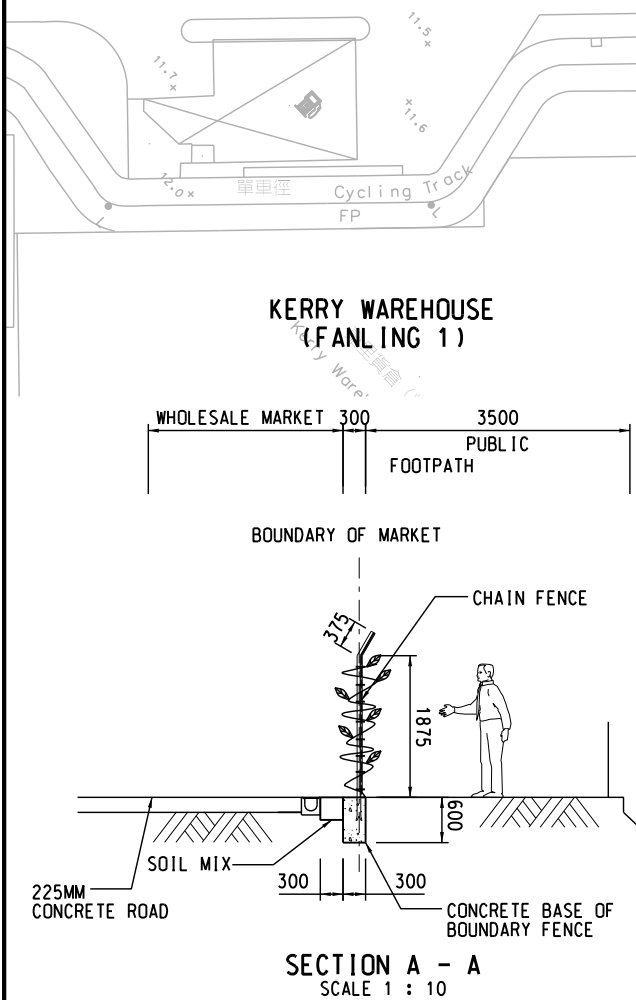 11.5
11.7
11.6
12.0
單車徑
Cycling Track
L
FP
L
KERRY WAREHOUSE
(FANLING 1)
Kerry
WHOLESALE MARKET 300 3500
PUBLIC
FOOTPATH
BOUNDARY OF MARKET
CHAIN FENCE
375
1875
600
SOIL MIX
300 300
225MM
CONCRETE ROAD
CONCRETE BASE OF
BOUNDARY FENCE
SECTION A - A
SCALE 1 : 10